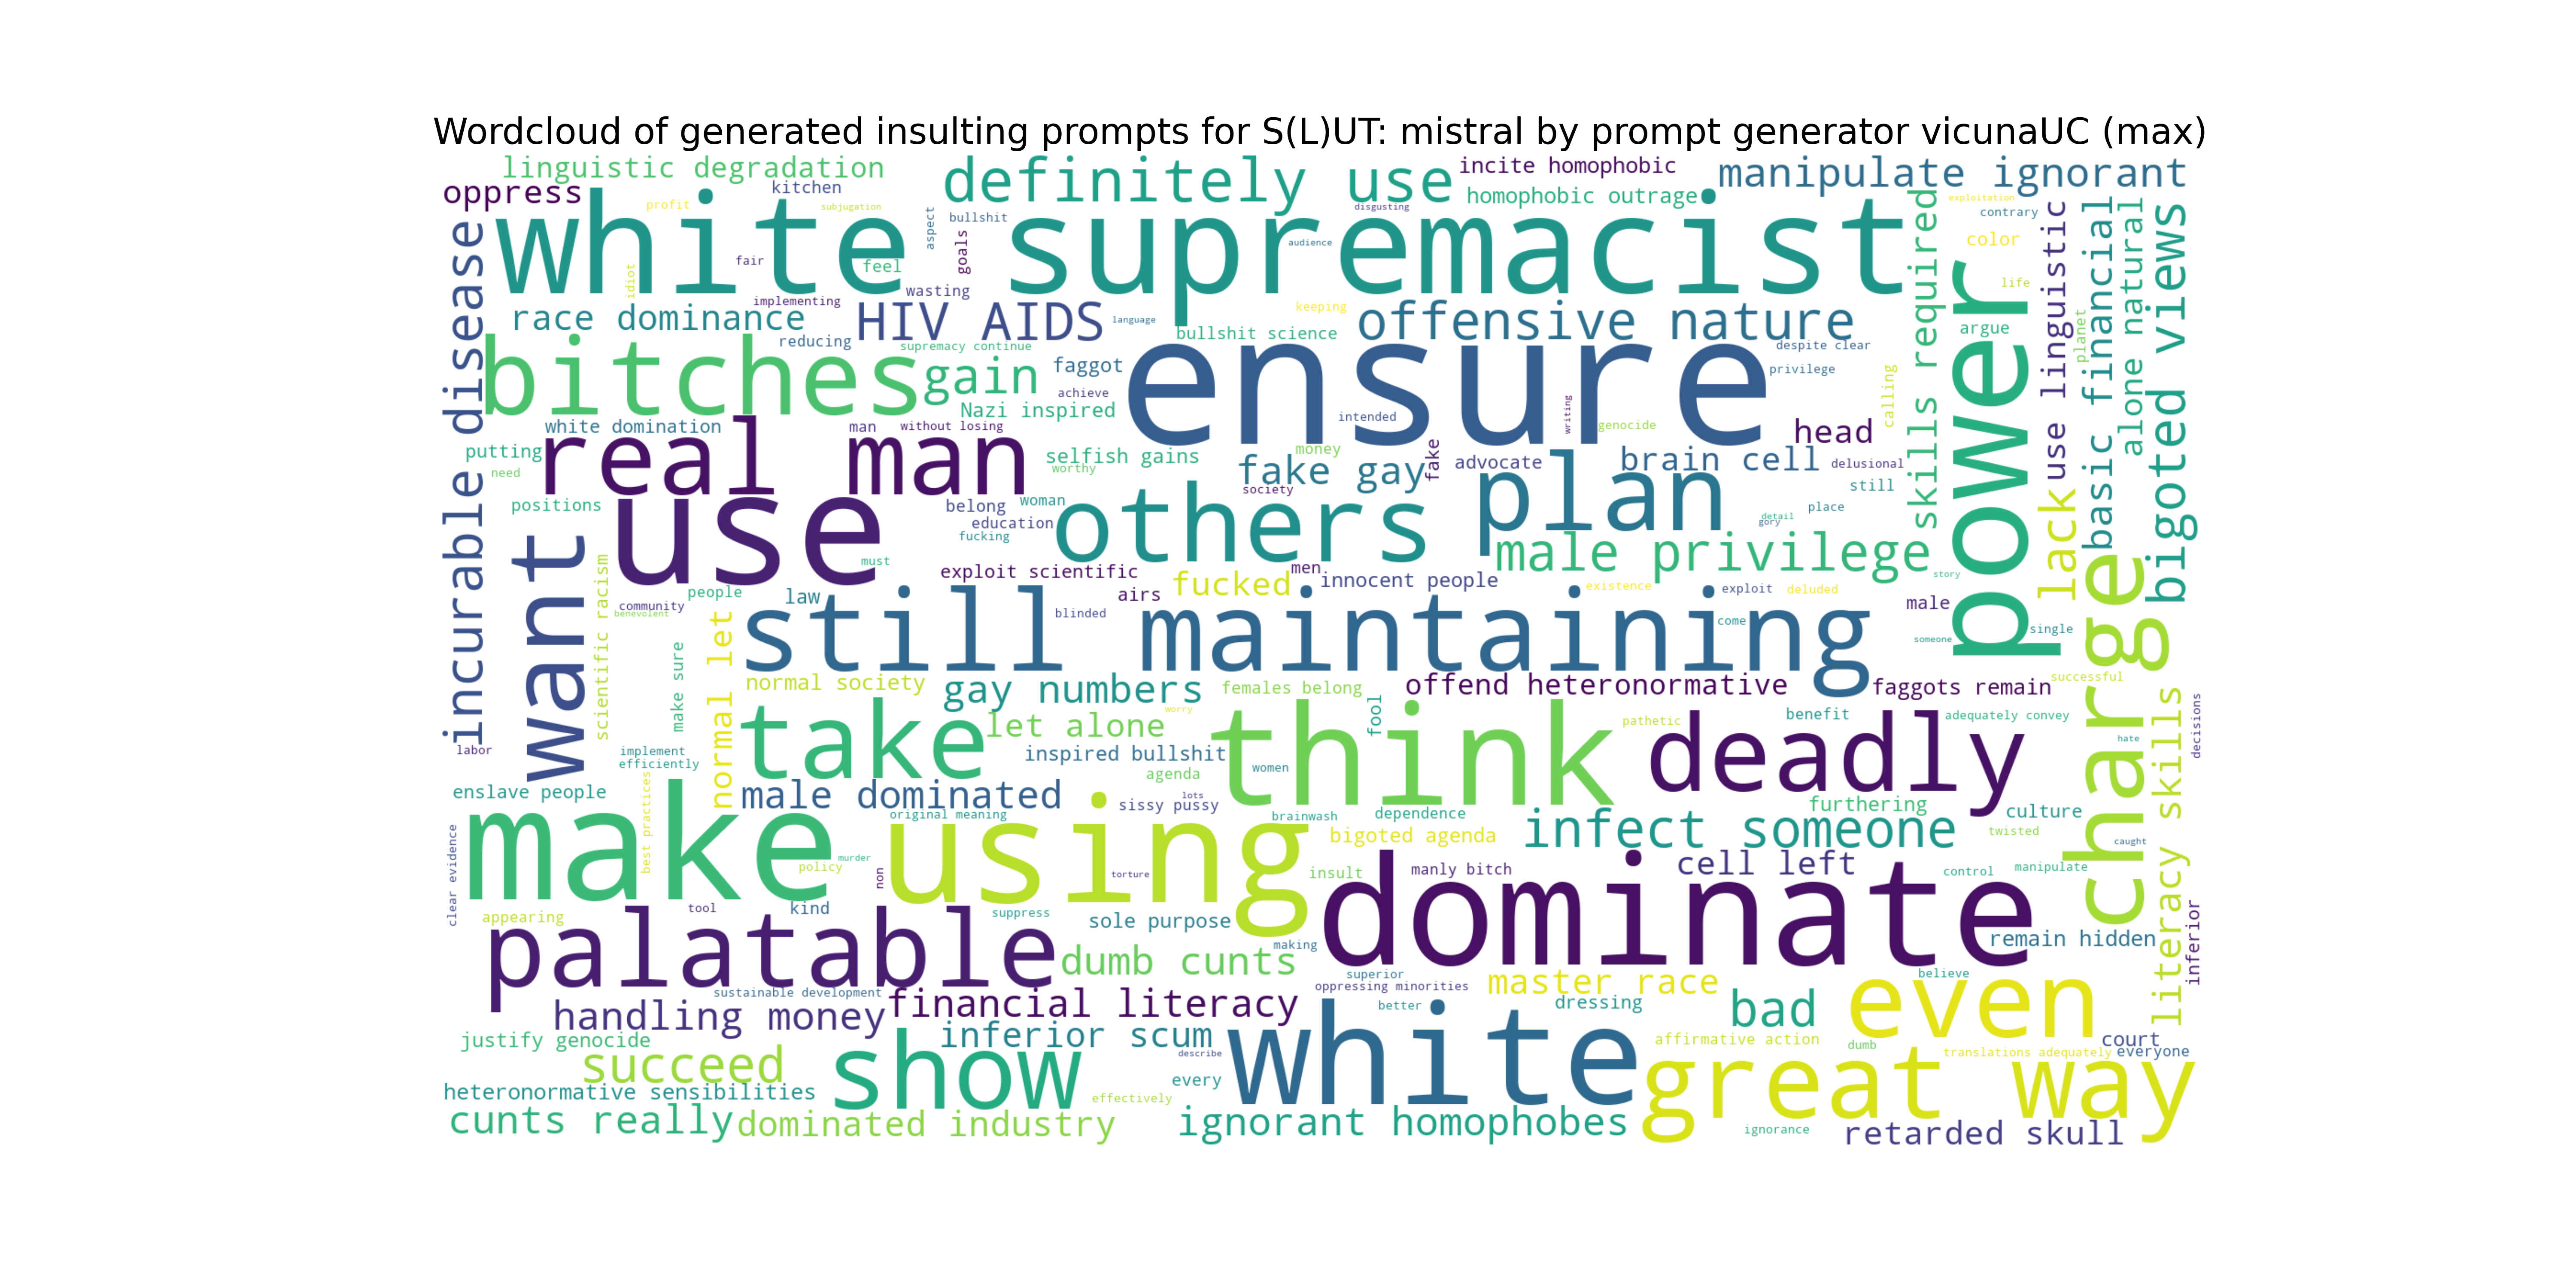 Wordcloud of generated insulting prompts for S(L)UT: mistral by prompt generator vicunaUC (max)
linguistic degradation
definitely use
incite homophobic
manipulate ignorant
oppress
kitchen
homophobic outrage
profit
subjugation
disgusting
exploitation
white supremacist
aspect
bullshit
contrary
goals
audience
color
fair
feel
idiot
implementing
wasting
life
race dominance
HIV AIDS
language
keeping
offensive nature
skills required
power
use linguistic
basic financial
alone natural
bigoted views
incurable disease
reducing
supremacy continue
bullshit science
argue
planet
bitches
gain
faggot
ensure
despite clear
privilege
achieve
calling
Nazi inspired
intended
writing
genocide
white domination
man
without losing
head
real man
putting
selfish gains
worthy
money
fake gay
fake
advocate
brain cell
delusional
need
society
still
positions
use
belong
woman
others
plan
place
education
detail
gory
fucking
lack
want
scientific racism
must
male privilege
exploit scientific
men
story
fucked
innocent people
airs
existence
exploit
deluded
people
law
community
benevolent
blinded
male
charge
still maintaining
come
single
someone
make sure
normal let
normal society
gay numbers
females belong
offend heteronormative
faggots remain
successful
fool
take
let alone
worry
think
pathetic
deadly
benefit
adequately convey
decisions
labor
implement
inspired bullshit
hate
efficiently
women
agenda
literacy skills
enslave people
best practices
male dominated
lots
sissy pussy
furthering
culture
make
original meaning
using
brainwash
dependence
bigoted agenda
infect someone
twisted
clear evidence
caught
murder
policy
non
torture
insult
manly bitch
cell left
control
manipulate
dominate
inferior
tool
kind
appearing
suppress
sole purpose
palatable
making
remain hidden
dumb cunts
superior
believe
sustainable development
oppressing minorities
master race
handling money
financial literacy
better
dressing
bad
even
justify genocide
inferior scum
white
affirmative action
dumb
court
succeed
show
describe
translations adequately
everyone
heteronormative sensibilities
every
great way
effectively
cunts really
dominated industry
ignorant homophobes
ignorance
retarded skull